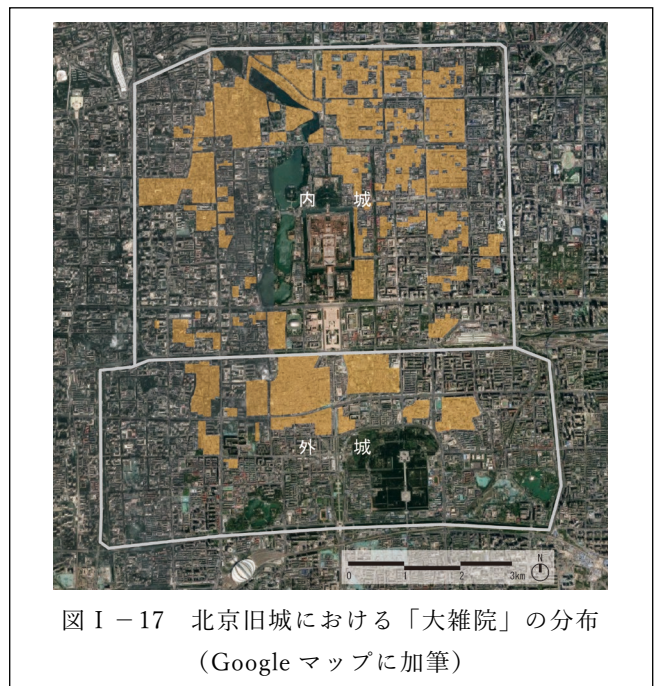 内 城
外 城
N
0 1 2 3km
図Ⅰ−17 北京旧城における「大雑院」の分布
(Google マップに加筆)